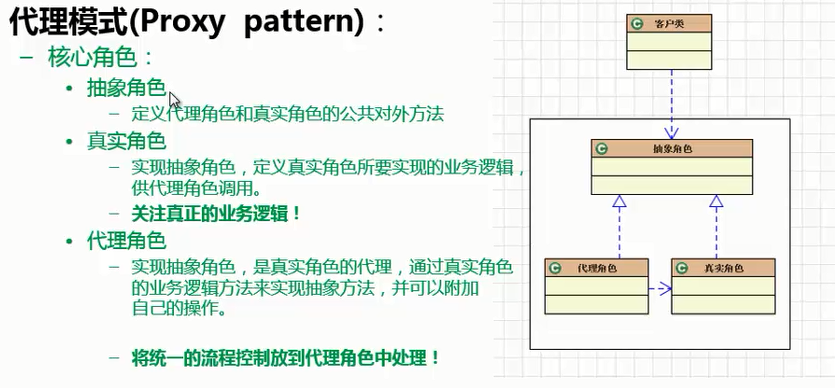 代理模式(Proxy pattern)：
– 核心角色：
• 抽象角色
– 定义代理角色和真实角色的公共对外方法
• 真实角色
– 实现抽象角色，定义真实角色所要实现的业务逻辑，
供代理角色调用。
– 关注真正的业务逻辑！
• 代理角色
– 实现抽象角色，是真实角色的代理，通过真实角色
的业务逻辑方法来实现抽象方法，并可以附加
自己的操作。
– 将统一的流程控制放到代理角色中处理！
C 客户类
C 抽象角色
C 代理角色
C 真实角色